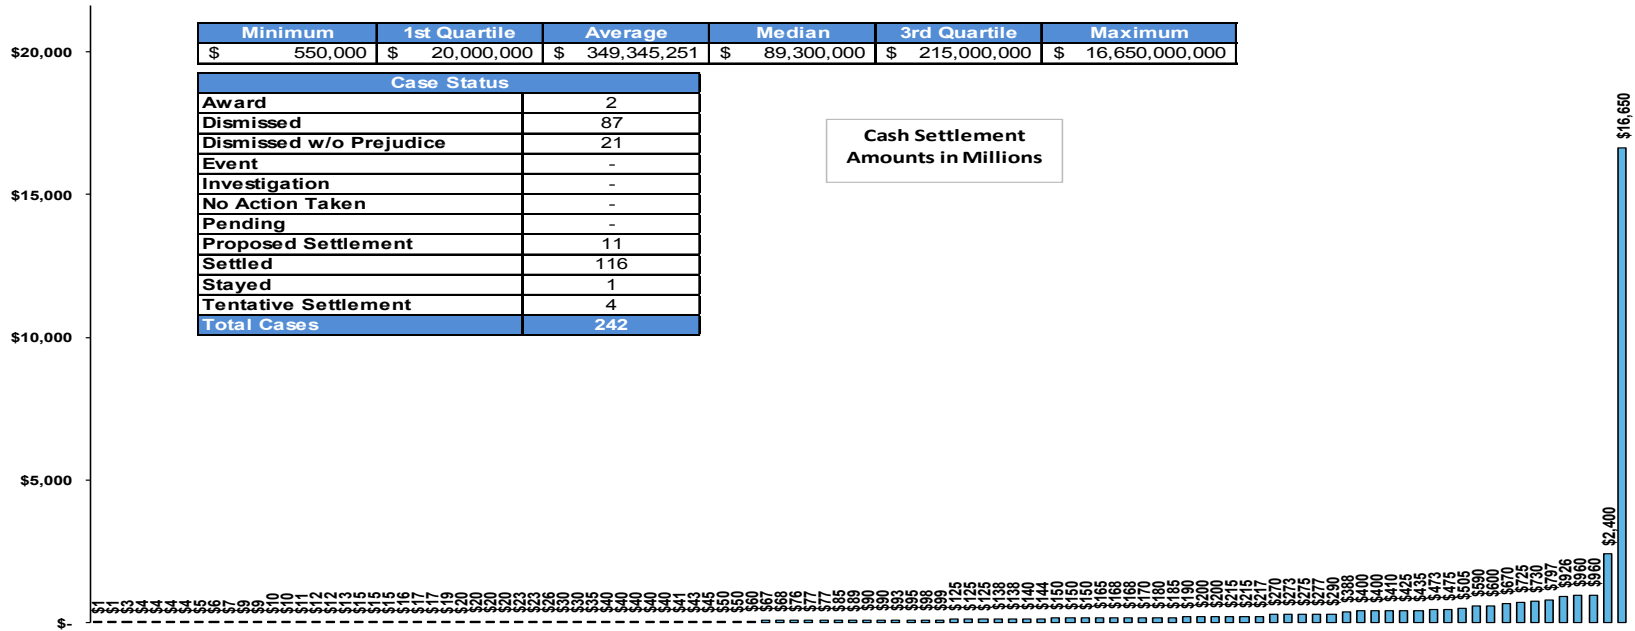 Minimum 1st Quartile Average Median 3rd Quartile Maximum
$ 550,000 $ 20,000,000 $ 349,345,251 $ 89,300,000 $ 215,000,000 $ 16,650,000,000
Case Status
Award 2
Dismissed 87
Dismissed w/o Prejudice 21
Event -
Investigation -
No Action Taken -
Pending -
Proposed Settlement 11
Settled 116
Stayed 1
Tentative Settlement 4
Total Cases 242
Cash Settlement
Amounts in Millions
$20,000
$15,000
$10,000
$5,000
$-
$1 $1 $3 $4 $4 $4 $4 $5 $6 $7 $9 $9 $10 $10 $11 $12 $12 $13 $15 $15 $15 $16 $17 $17 $19 $20 $20 $20 $20 $23 $23 $26 $30 $30 $35 $40 $40 $40 $40 $40 $41 $43 $45 $50 $50 $60 $67 $68 $76 $77 $77 $85 $89 $90 $90 $93 $95 $98 $99 $125 $125 $125 $138 $138 $140 $144 $150 $150 $150 $165 $168 $168 $170 $180 $185 $190 $200 $200 $215 $215 $217 $270 $273 $275 $277 $290 $388 $400 $400 $410 $425 $435 $473 $475 $505 $590 $600 $670 $725 $730 $797 $926 $960 $960 $2,400 $16,650